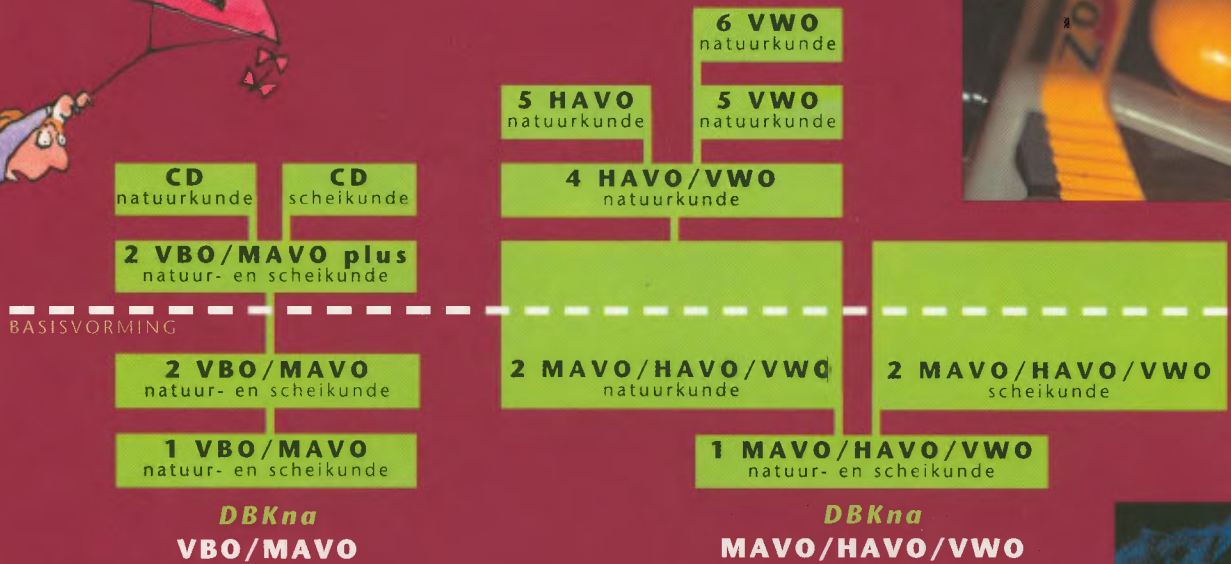 6 VWO
natuurkunde
5 HAVO
natuurkunde
5 VWO
natuurkunde
4 HAVO/VWO
natuurkunde
CD
natuurkunde
CD
scheikunde
2 VBO/MAVO plus
natuur- en scheikunde
BASISVORMING
2 VBO/MAVO
natuur- en scheikunde
2 MAVO/HAVO/VWO
natuurkunde
2 MAVO/HAVO/VWO
scheikunde
1 VBO/MAVO
natuur- en scheikunde
1 MAVO/HAVO/VWO
natuur- en scheikunde
DBKna
VBO/MAVO
DBKna
MAVO/HAVO/VWO